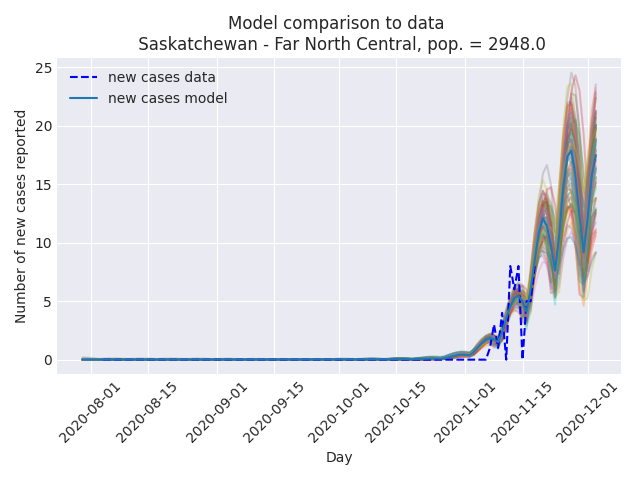 Model comparison to data
Saskatchewan - Far North Central, pop. = 2948.0
new cases data
new cases model
Number of new cases reported
25
20
15
10
5
0
2020-08-01
2020-08-15
2020-09-01
2020-09-15
2020-10-01
2020-10-15
2020-11-01
2020-11-15
2020-12-01
Day